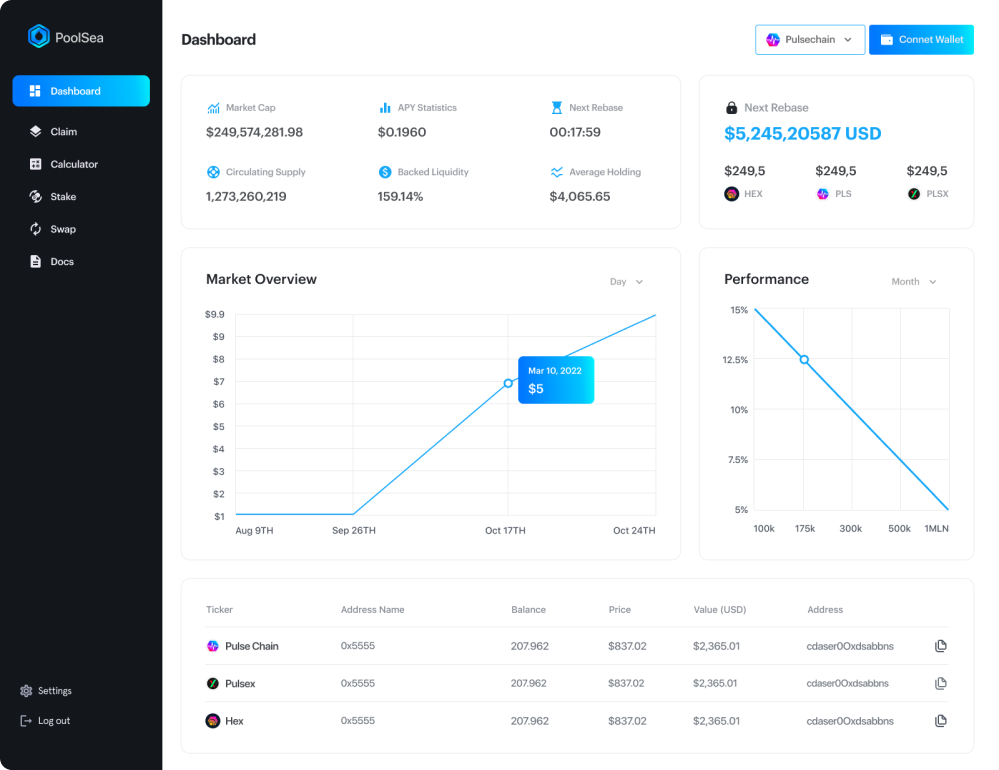 PoolSea
Dashboard
Claim
Calculator
Stake
Swap
Docs
Settings
Log out
Dashboard
Pulsechain
Connet Wallet
Market Cap
$249,574,281.98
APY Statistics
$0.1960
Next Rebase
00:17:59
Circulating Supply
1,273,260,219
Backed Liquidity
159.14%
Average Holding
$4,065.65
Next Rebase
$5,245,20587 USD
$249,5 $249,5 $249,5
HEX PLS PLSX
Market Overview
Day
$9.9
$9
$8
$7
$6
$5
$4
$3
$2
$1
Mar 10, 2022
$5
Aug 9TH Sep 26TH Oct 17TH Oct 24TH
Performance
Month
15%
12.5%
10%
7.5%
5%
100k 175k 300k 500k 1MLN
Ticker Address Name Balance Price Value (USD) Address
Pulse Chain 0x5555 207.962 $837.02 $2,365.01 cdaser0Oxdsabbns
Pulsex 0x5555 207.962 $837.02 $2,365.01 cdaser0Oxdsabbns
Hex 0x5555 207.962 $837.02 $2,365.01 cdaser0Oxdsabbns